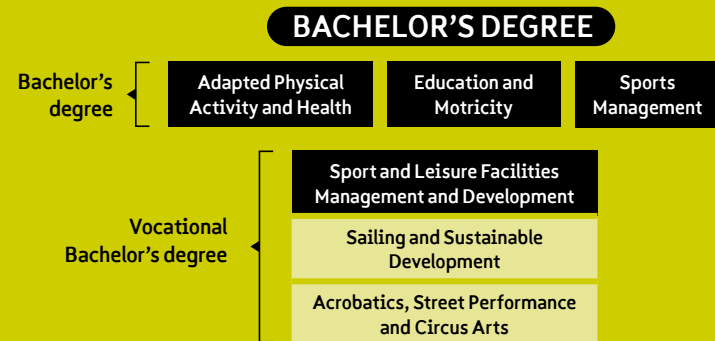 BACHELOR'S DEGREE
Bachelor's
degree
Adapted Physical
Activity and Health
Education and
Motricity
Sports
Management
Vocational
Bachelor's degree
Sport and Leisure Facilities
Management and Development
Sailing and Sustainable
Development
Acrobatics, Street Performance
and Circus Arts